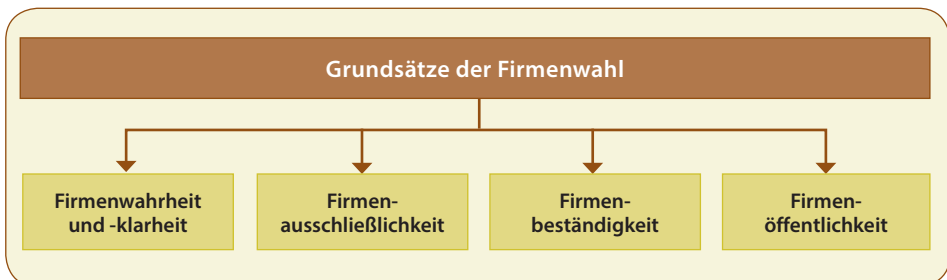 Grundsätze der Firmenwahl
Firmenwahrheit
und -klarheit
Firmen-
ausschließlichkeit
Firmen-
beständigkeit
Firmen-
öffentlichkeit